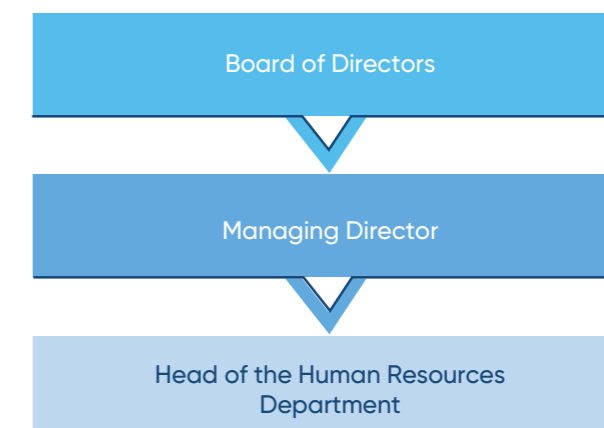 Board of Directors
Managing Director
Head of the Human Resources
Department